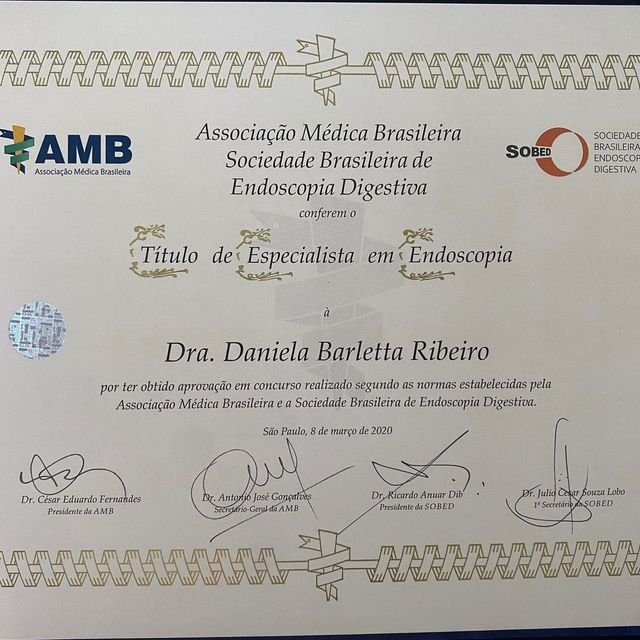 AMB
Associação Médica Brasileira
Associação Médica Brasileira
Sociedade Brasileira de
Endoscopia Digestiva
SOBED
SOCIEDADE
BRASILEIRA
ENDOSCOP
DIGESTIVA
conferem o
Título de Especialista em Endoscopia
à
Dra. Daniela Barletta Ribeiro
por ter obtido aprovação em concurso realizado segundo as normas estabelecidas pela
Associação Médica Brasileira e a Sociedade Brasileira de Endoscopia Digestiva.
São Paulo, 8 de março de 2020
Dr. César Eduardo Fernandes
Presidente da AMB
Dr. Antonio José Gonçalves
Secretário-Geral da AMB
Dr. Ricardo Anuar Dib
Presidente da SOBED
Dr. Julio Cesar Souza Lobo
1º Secretário da SOBED